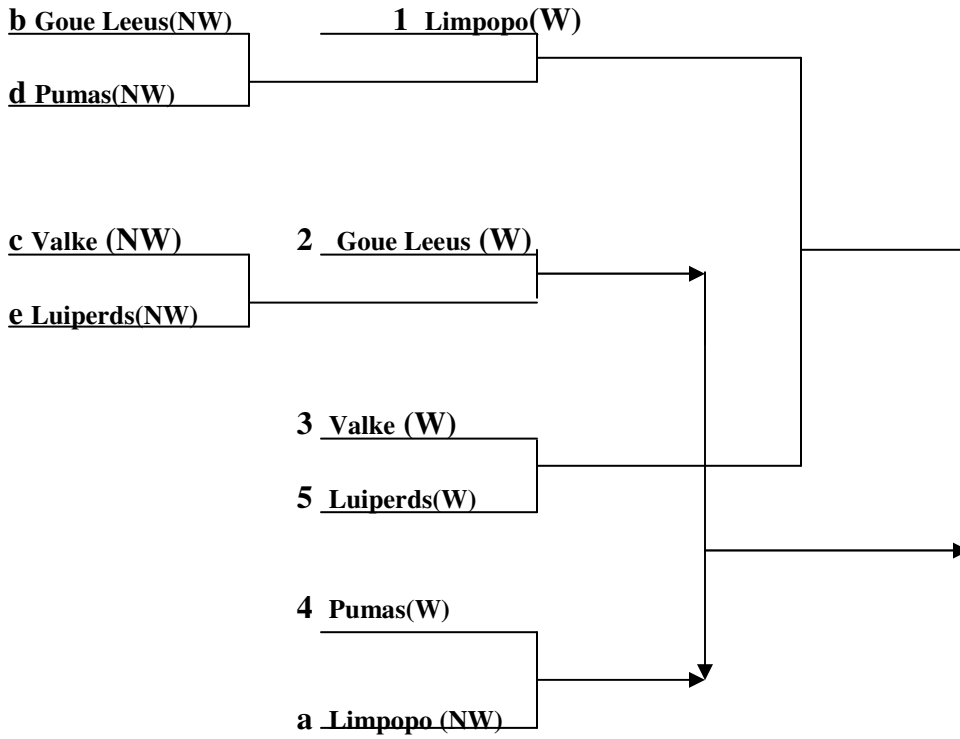 b Goue Leeus(NW)
1 Limpopo(W)
d Pumas(NW)
c Valke (NW)
2 Goue Leeus (W)
e Luiperds(NW)
3 Valke (W)
5 Luiperds(W)
4 Pumas(W)
a Limpopo (NW)